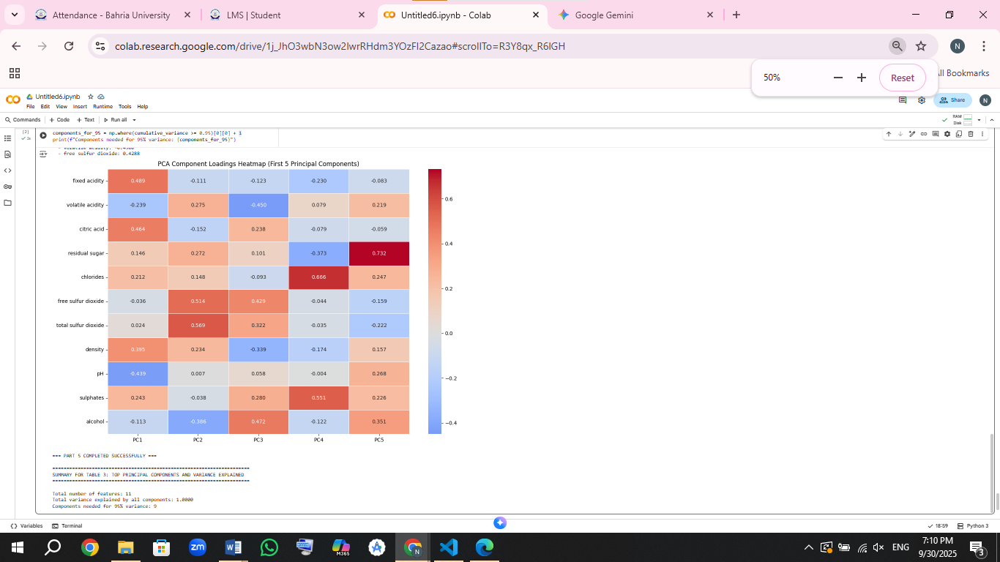 Attendance - Bahria University
LMS | Student
Untitled6.ipynb - Colab
Google Gemini
colab.research.google.com/drive/1j_JhO3wbN3ow2IwrRHdm3YOzFI2Cazao#scrollTo=R3Y8qx_R6IGH
N
All Bookmarks
50%
Reset
Untitled6.ipynb
File Edit View Insert Runtime Tools Help
Share
N
Commands + Code + Text Run all
RAM
Disk
[2]
2s
components_for_95 = np.where(cumulative_variance >= 0.95)[0][0] + 1
print(f"Components needed for 95% variance: {components_for_95}")
- free sulfur dioxide: 0.4288
PCA Component Loadings Heatmap (First 5 Principal Components)
fixed acidity 0.489 -0.111 -0.123 -0.230 -0.083
volatile acidity -0.239 0.275 -0.450 0.079 0.219
citric acid 0.464 -0.152 0.238 -0.079 -0.059
residual sugar 0.146 0.272 0.101 -0.373 0.732
chlorides 0.212 0.148 -0.093 0.666 0.247
free sulfur dioxide -0.036 0.514 0.429 -0.044 -0.159
total sulfur dioxide 0.024 0.569 0.322 -0.035 -0.222
density 0.395 0.234 -0.339 -0.174 0.157
pH -0.439 0.007 0.058 -0.004 0.268
sulphates 0.243 -0.038 0.280 0.551 0.226
alcohol -0.113 -0.386 0.472 -0.122 0.351
PC1 PC2 PC3 PC4 PC5
0.6
0.4
0.2
0.0
−0.2
−0.4
=== PART 5 COMPLETED SUCCESSFULLY ===
SUMMARY FOR TABLE 3: TOP PRINCIPAL COMPONENTS AND VARIANCE EXPLAINED
Total number of features: 11
Total variance explained by all components: 1.0000
Components needed for 95% variance: 9
Variables Terminal
18:59 Python 3
zm
M365
N
ENG
7:10 PM
9/30/2025
3